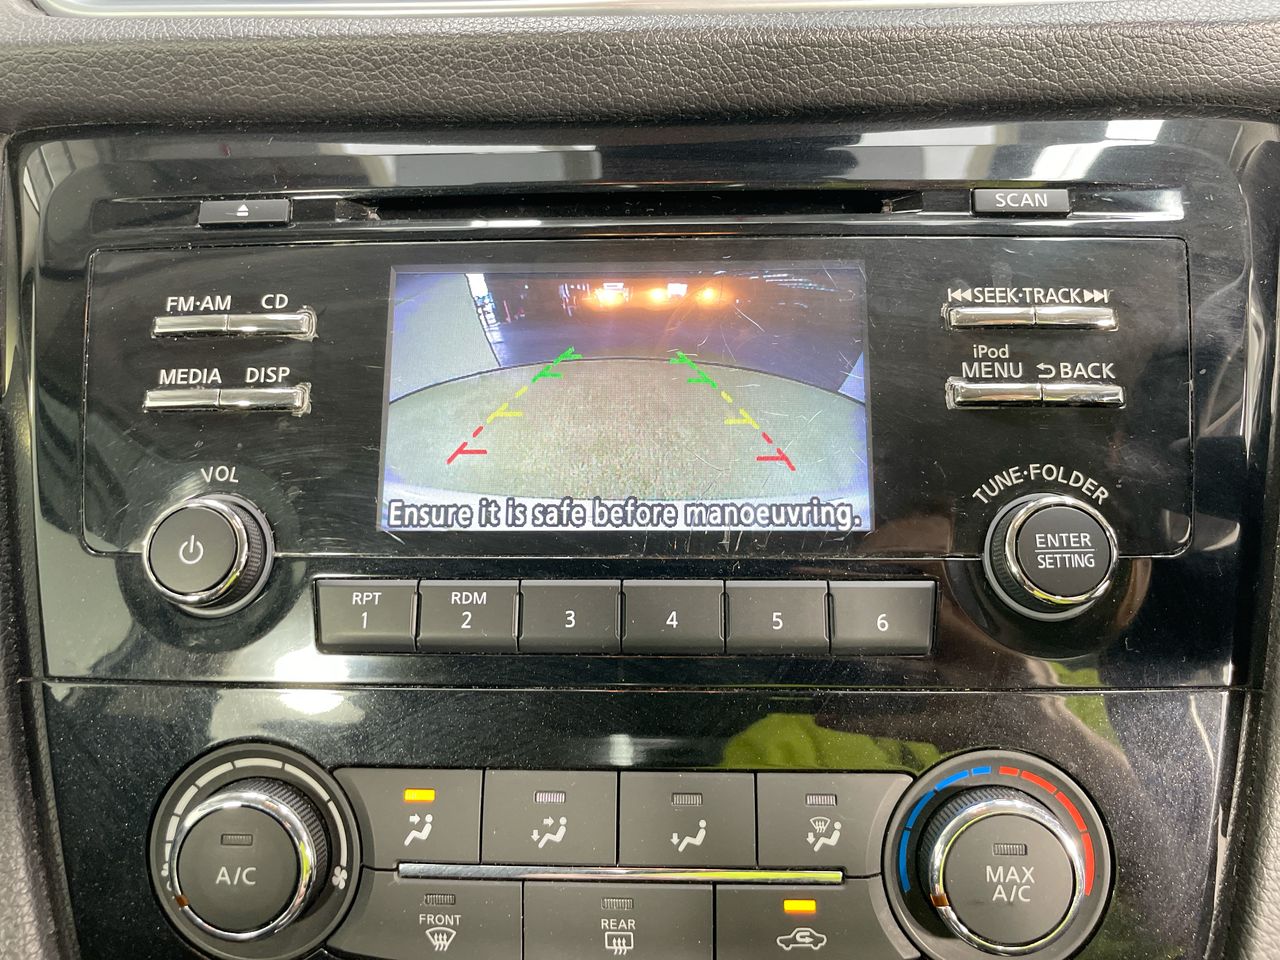 SCAN
FM·AM CD
SEEK·TRACK
MEDIA DISP
iPod
MENU BACK
VOL
TUNE·FOLDER
Ensure it is safe before manoeuvring.
ENTER
SETTING
RPT
1
RDM
2
3
4
5
6
A/C
MAX
A/C
FRONT
REAR